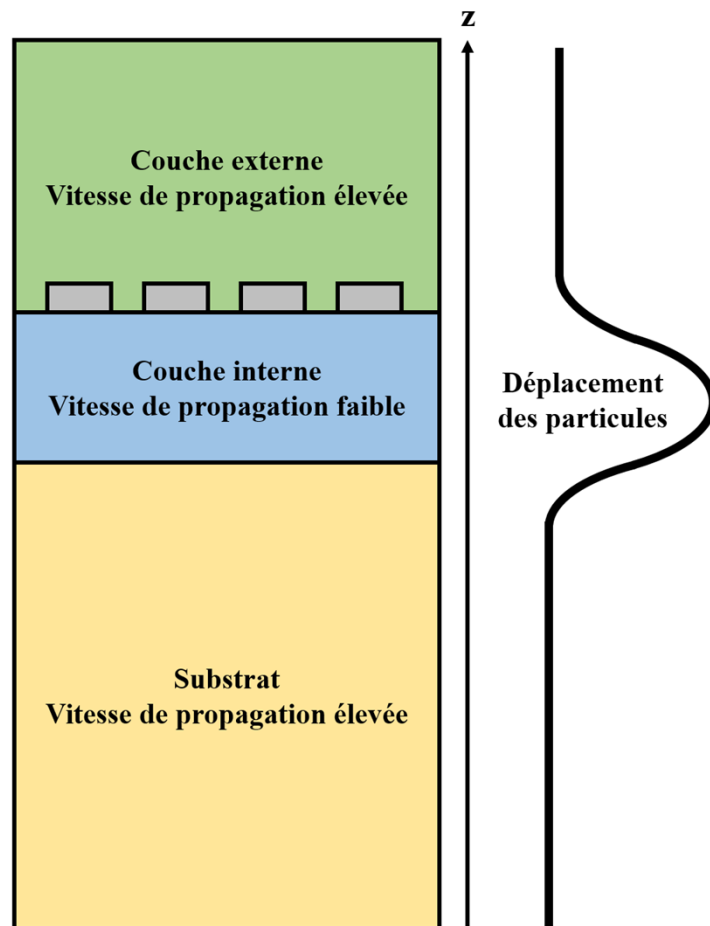 z
Couche externe
Vitesse de propagation élevée
Couche interne
Vitesse de propagation faible
Déplacement
des particules
Substrat
Vitesse de propagation élevée